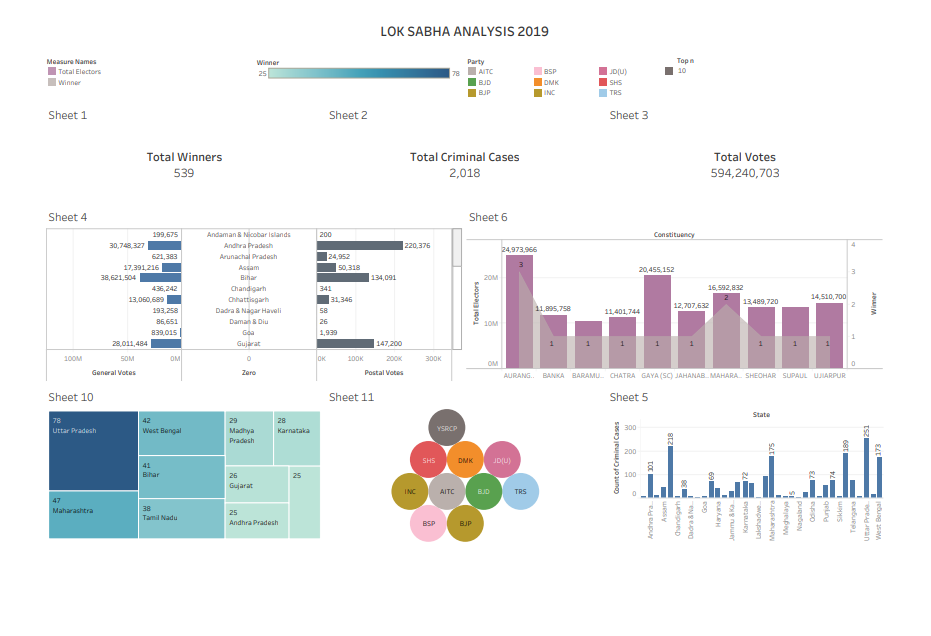 LOK SABHA ANALYSIS 2019
Measure Names
Total Electors
Winner
Winner
25 78
Party
AITC BSP JD(U)
BJD DMK SHS
BJP INC TRS
Top n
10
Sheet 1 Sheet 2 Sheet 3
Total Winners Total Criminal Cases Total Votes
539 2,018 594,240,703
Sheet 4
199,675 Andaman & Nicobar Islands 200
30,748,327 Andhra Pradesh 220,376
621,383 Arunachal Pradesh 24,952
17,391,216 Assam 50,318
38,621,504 Bihar 134,091
436,242 Chandigarh 341
13,060,689 Chhattisgarh 31,346
193,258 Dadra & Nagar Haveli 58
86,651 Daman & Diu 26
839,015 Goa 1,939
28,011,484 Gujarat 147,200
100M 50M 0M 0 0K 100K 200K 300K
General Votes Zero Postal Votes
Sheet 6
Constituency
Total Electors
20M
10M
0M
24,973,966 11,895,758 11,401,744 20,455,152 12,707,632 16,592,832 13,489,720 14,510,700
3 1 1 1 1 1 2 1 1 1
4
3
2
1
0
Winner
AURANG.. BANKA BARAMU.. CHATRA GAYA (SC) JAHANAB.. MAHARA.. SHEOHAR SUPAUL UJIARPUR
Sheet 10
78
Uttar Pradesh
47
Maharashtra
42
West Bengal
41
Bihar
38
Tamil Nadu
29
Madhya
Pradesh
28
Karnataka
26
Gujarat
25
Andhra Pradesh
25
Sheet 11
YSRCP
SHS DMK JD(U)
INC AITC BJD TRS
BSP BJP
Sheet 5
State
Count of Criminal Cases
300
200
100
0
101 218 38 69 72 175 5 73 74 189 251 173
Andhra Pra..
Assam
Chandigarh
Dadra & Na..
Goa
Haryana
Jammu & Ka..
Karnataka
Lakshadwe..
Maharashtra
Meghalaya
Nagaland
Odisha
Punjab
Sikkim
Telangana
Uttar Prade..
West Bengal